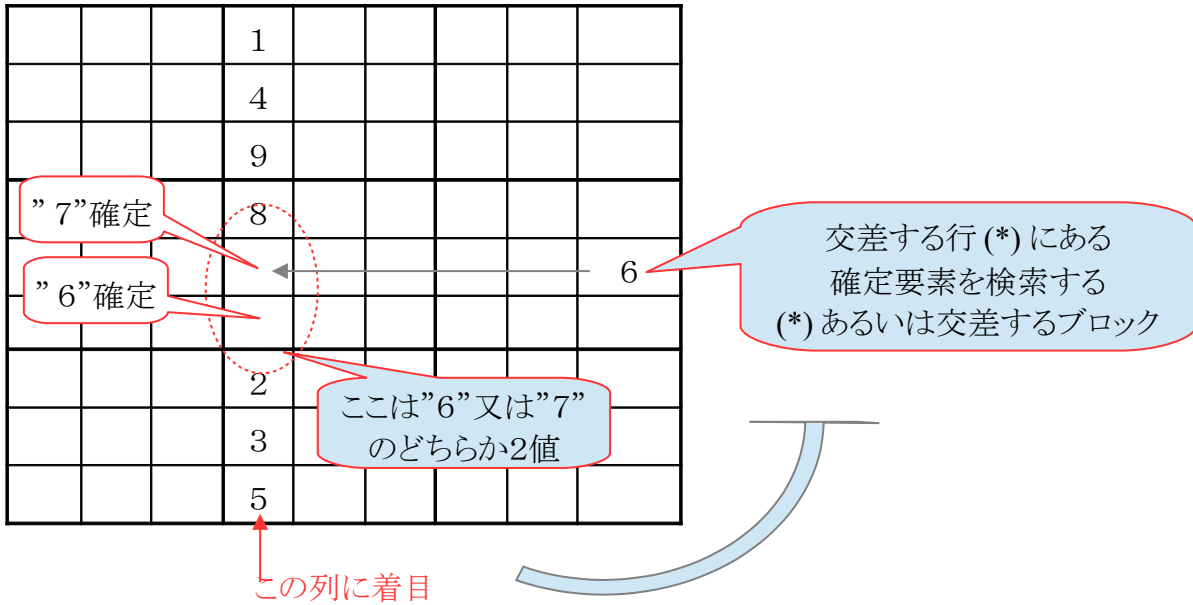 1
4
9
8
” 7”確定
6
” 6”確定
交差する行 (*) にある
確定要素を検索する
(*) あるいは交差するブロック
2
ここは”6”又は”7”
のどちらか2値
3
5
この列に着目